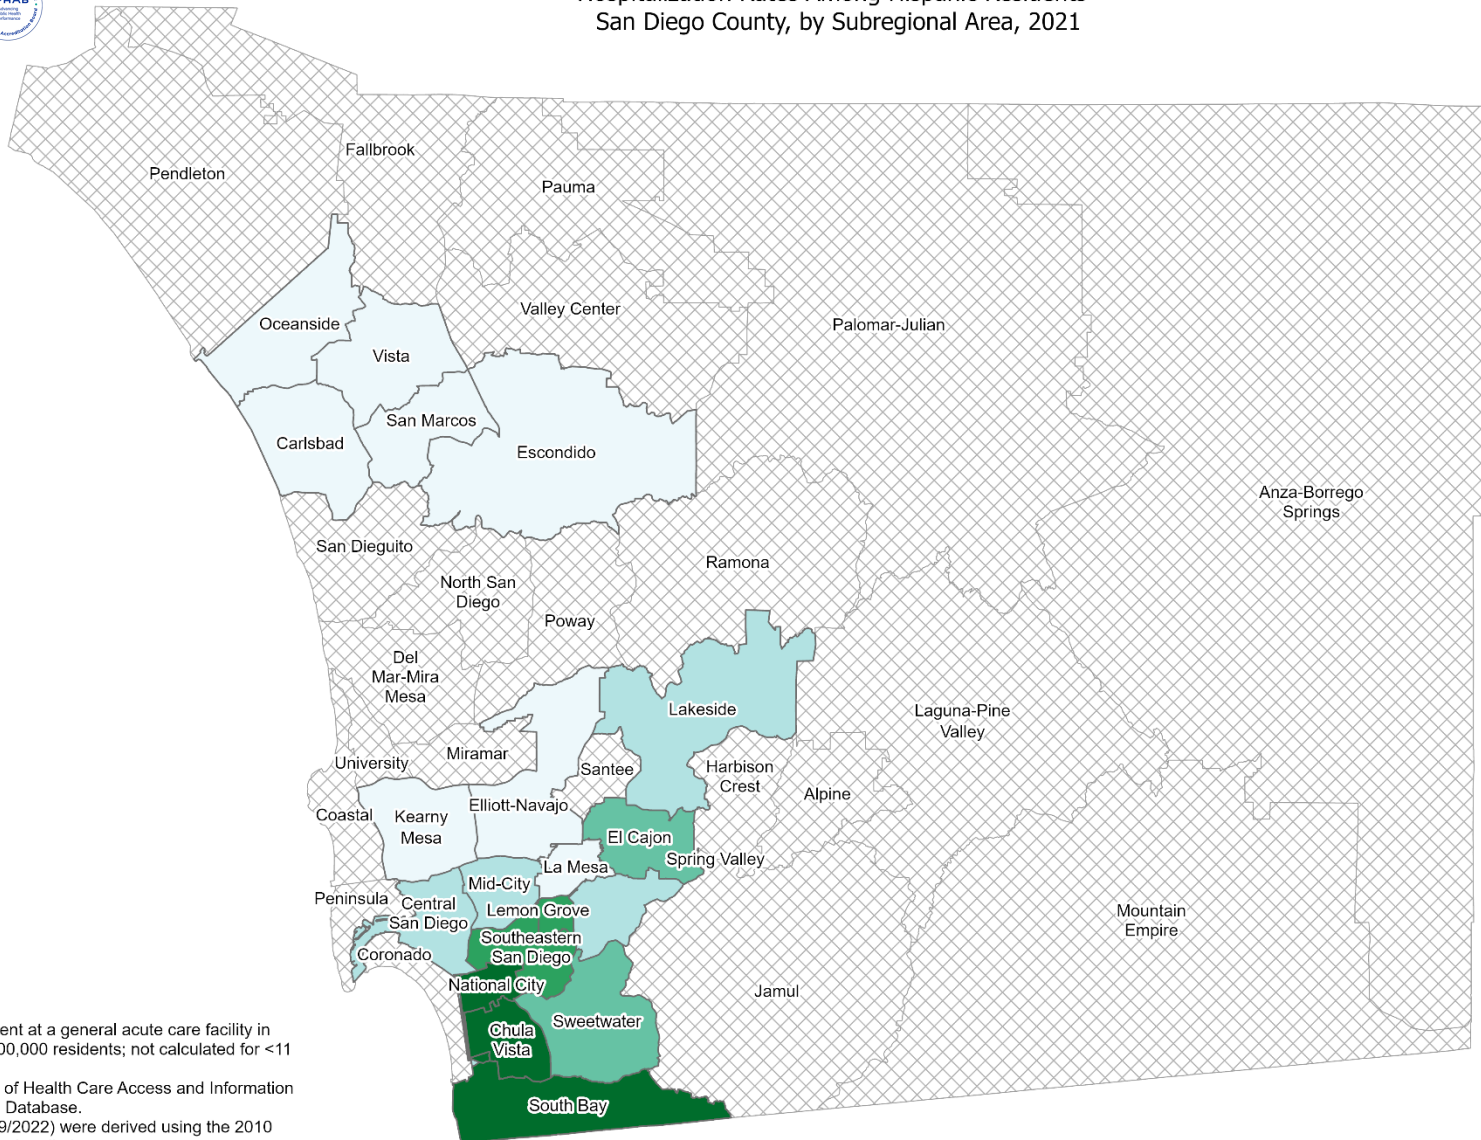 San Diego County, by Subregional Area, 2021
Fallbrook
Pendleton
Pauma
Valley Center
Oceanside
Palomar-Julian
Vista
San Marcos
Carlsbad
Escondido
Anza-Borrego
Springs
San Dieguito
Ramona
North San
Diego
Poway
Del
Mar-Mira
Mesa
Lakeside
Laguna-Pine
Valley
Miramar
University
Santee
Harbison
Crest
Alpine
Elliott-Navajo
Coastal
Kearny
Mesa
El Cajon
Spring Valley
La Mesa
Mid-City
Peninsula
Central
San Diego
Lemon Grove
Mountain
Empire
Southeastern
San Diego
Coronado
National City
Jamul
Sweetwater
Chula
Vista
South Bay
ent at a general acute care facility in
00,000 residents; not calculated for <11
of Health Care Access and Information
Database.
9/2022) were derived using the 2010